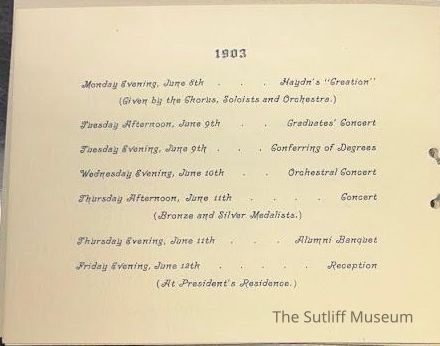 1903
Monday Evening, June 8th . . . Haydn's "Creation"
(Given by the Chorus, Soloists and Orchestra.)
Tuesday Afternoon, June 9th . . . Graduates' Concert
Tuesday Evening, June 9th . . . Conferring of Degrees
Wednesday Evening, June 10th . . . Orchestral Concert
Thursday Afternoon, June 11th . . . . Concert
(Bronze and Silver Medalists.)
Thursday Evening, June 11th . . . . Alumni Banquet
Friday Evening, June 12th . . . . . Reception
(At President's Residence.)
The Sutliff Museum